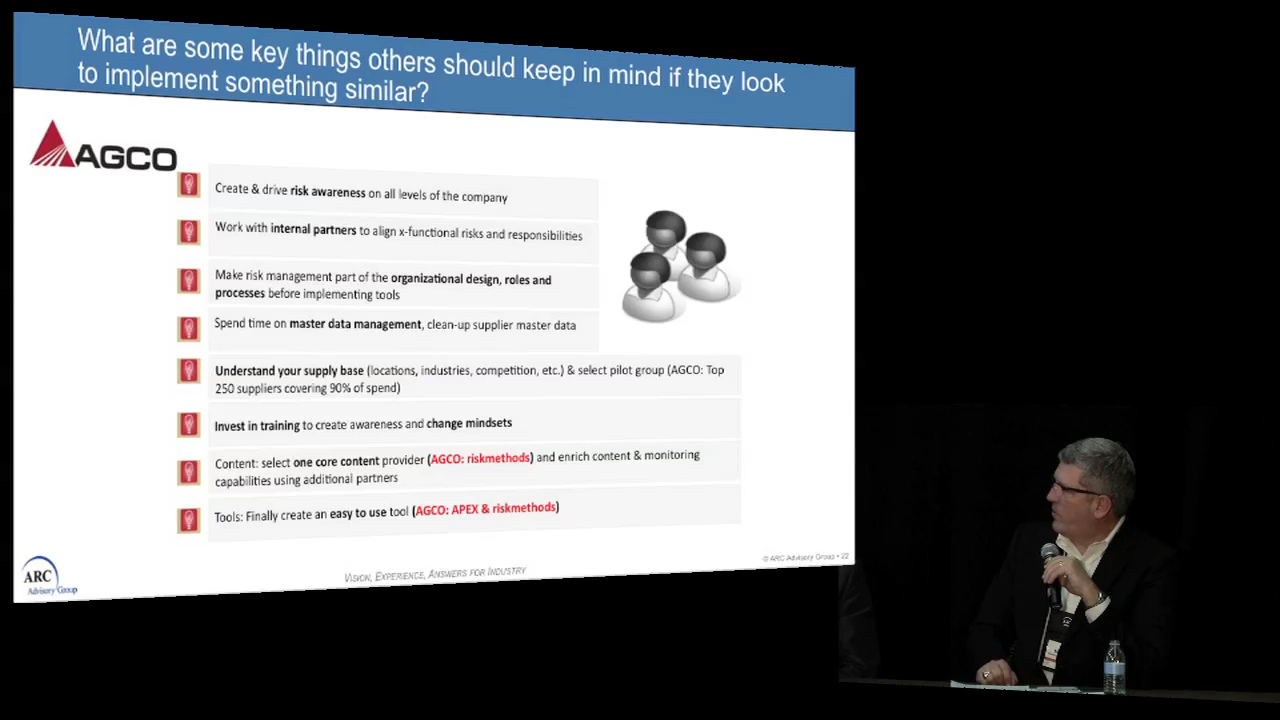 What are some key things others should keep in mind if they look
to implement something similar?
AGCO
Create & drive risk awareness on all levels of the company
Work with internal partners to align x-functional risks and responsibilities
Make risk management part of the organizational design, roles and
processes before implementing tools
Spend time on master data management, clean-up supplier master data
Understand your supply base (locations, industries, competition, etc.) & select pilot group (AGCO: Top
250 suppliers covering 90% of spend)
Invest in training to create awareness and change mindsets
Content: select one core content provider (AGCO: riskmethods) and enrich content & monitoring
capabilities using additional partners
Tools: Finally create an easy to use tool (AGCO: APEX & riskmethods)
ARC
Advisory Group
VISION, EXPERIENCE, ANSWERS FOR INDUSTRY
© ARC Advisory Group • 22